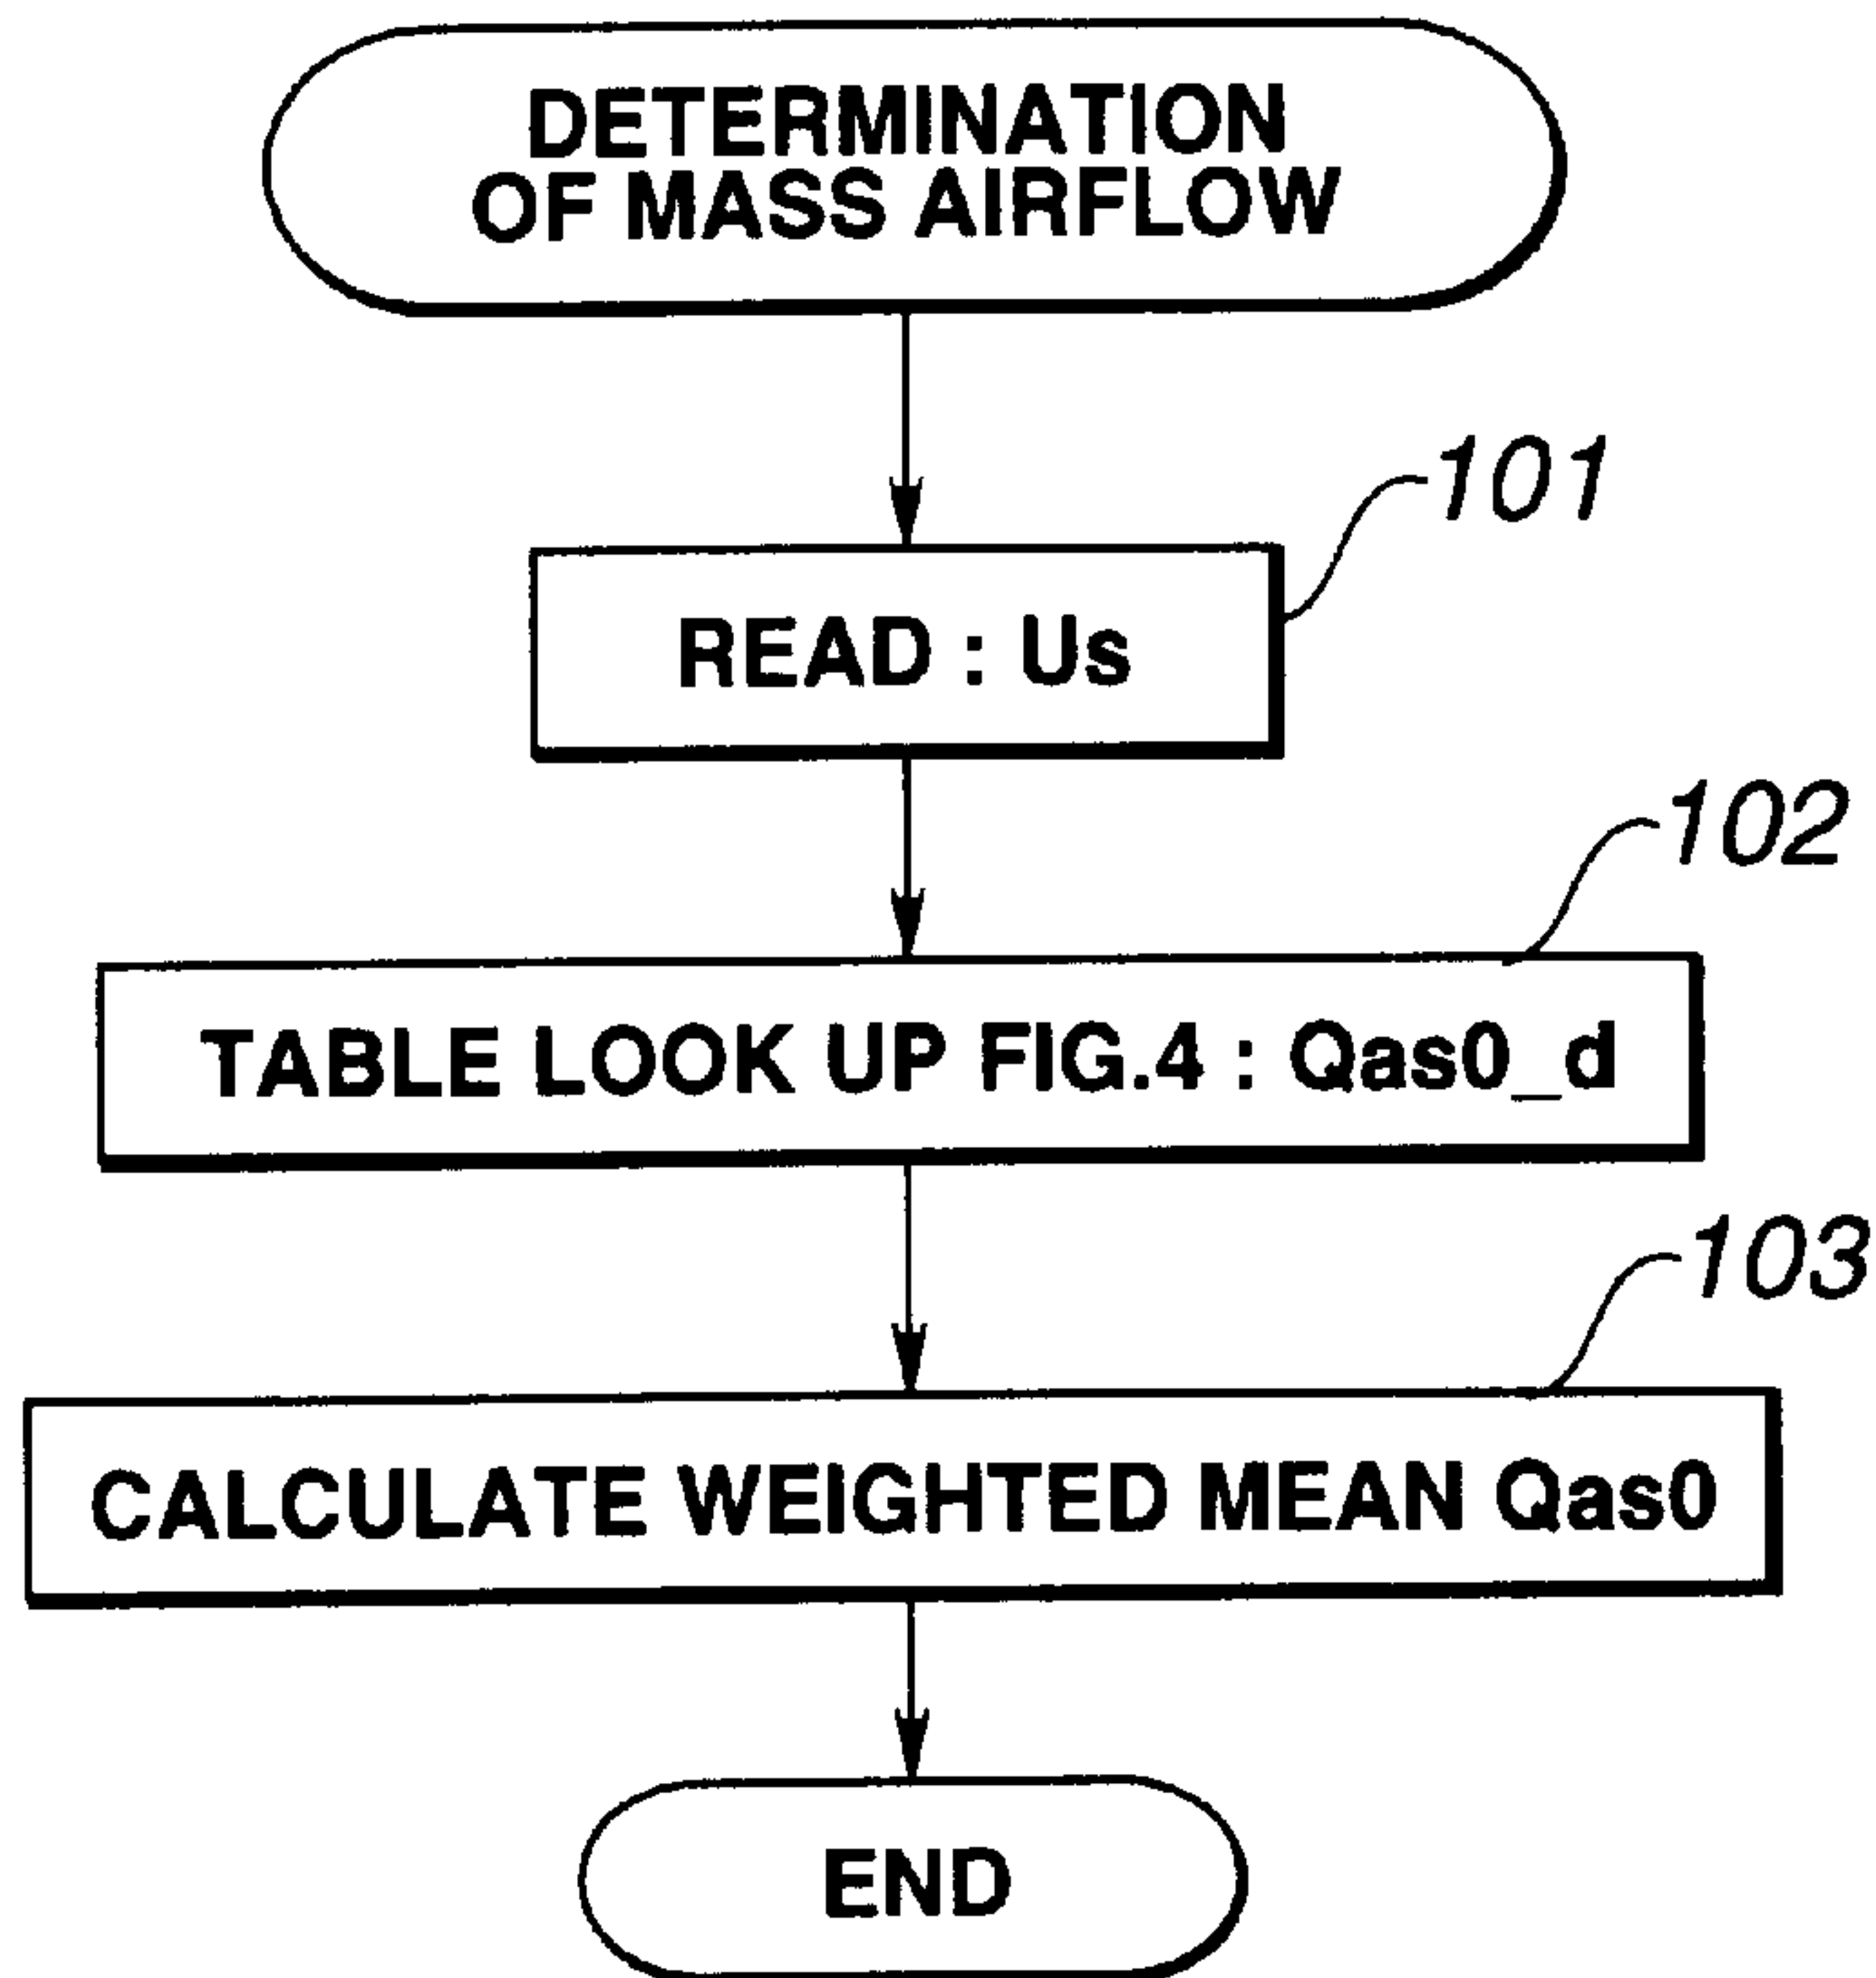 DETERMINATION
OF MASS AIRFLOW
101
READ : Us
102
TABLE LOOK UP FIG.4 : Qas0_d
103
CALCULATE WEIGHTED MEAN Qas0
END